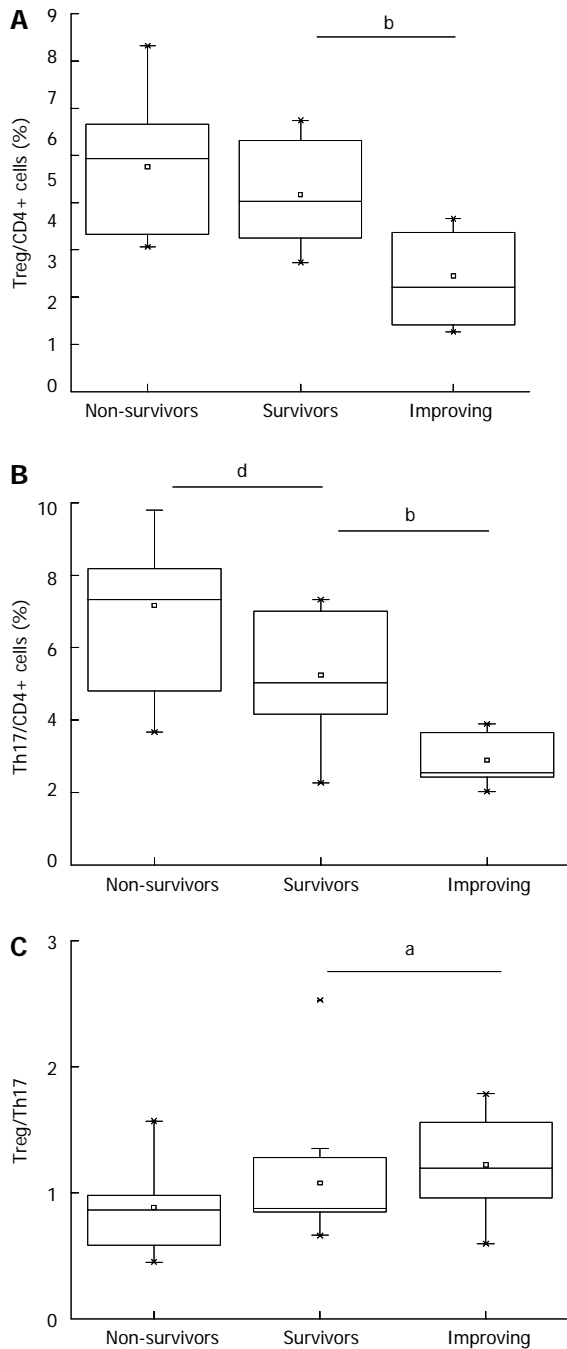 A
b
Treg/CD4+ cells (%)
9
8
7
6
5
4
3
2
1
0
Non-survivors Survivors Improving
B
d
b
Th17/CD4+ cells (%)
10
8
6
4
2
0
Non-survivors Survivors Improving
C
a
Treg/Th17
3
2
1
0
Non-survivors Survivors Improving